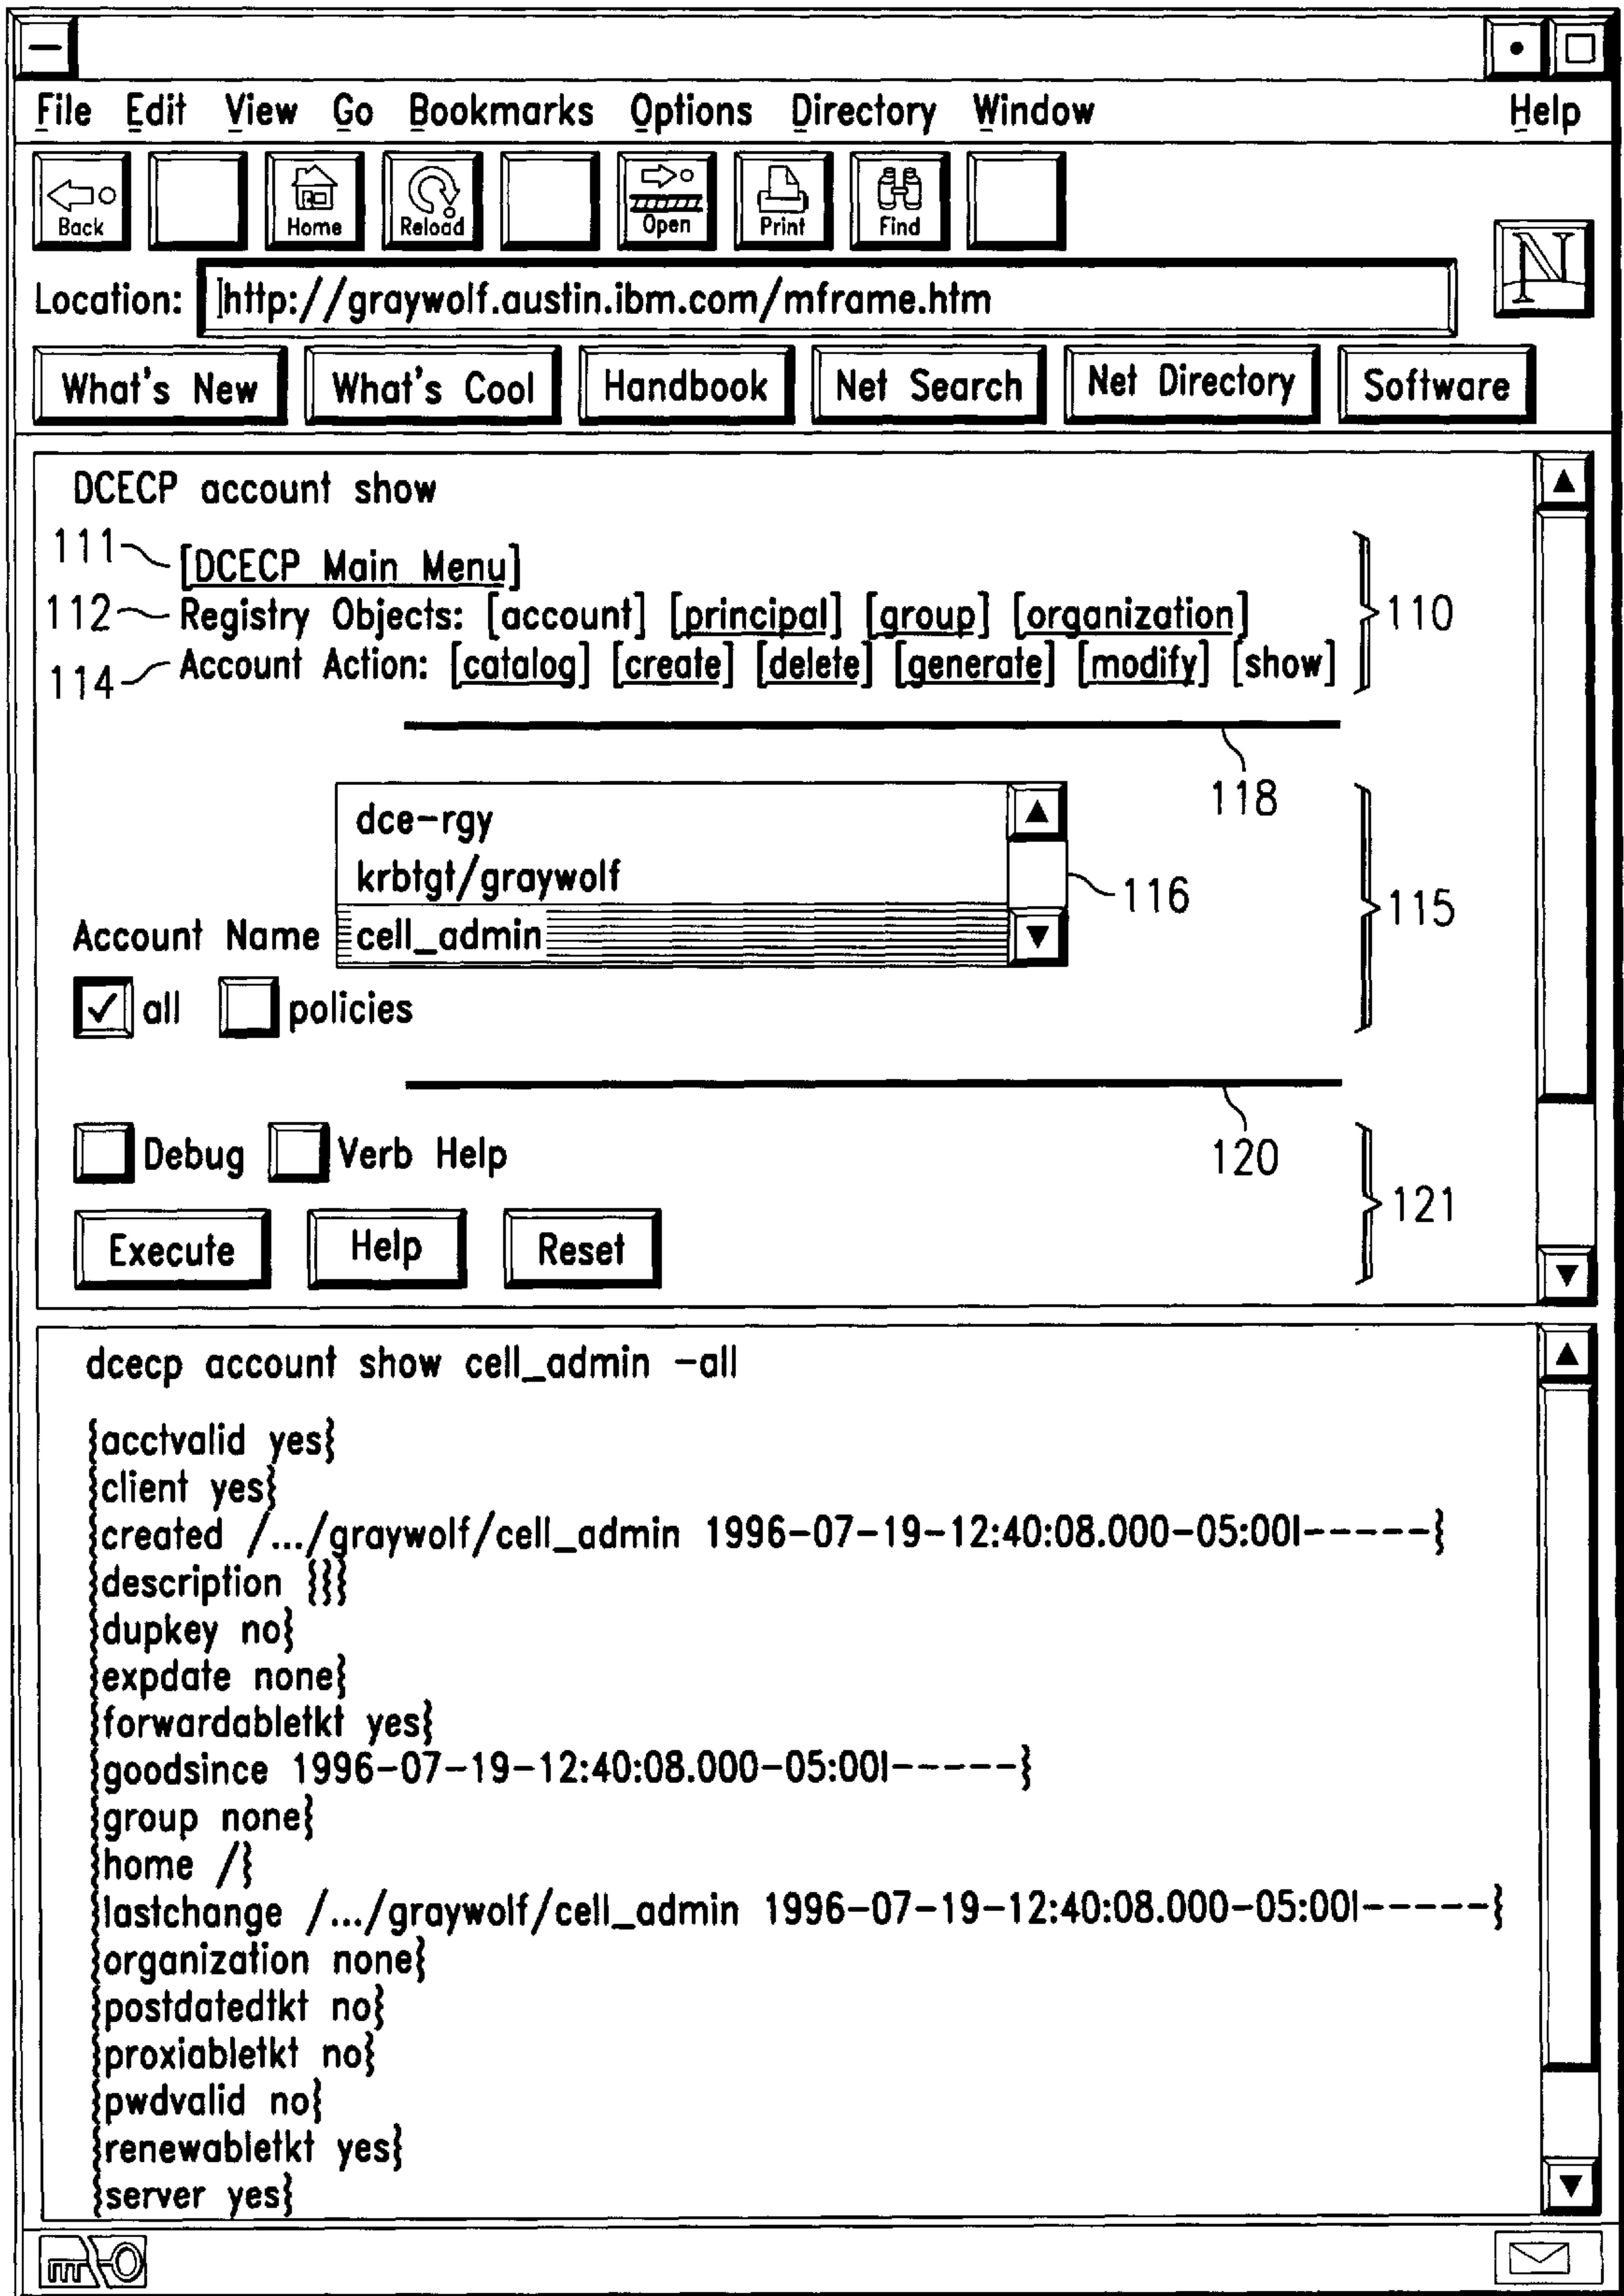 File Edit View Go Bookmarks Options Directory Window Help
Back Home Reload Open Print Find
N
Location: http://graywolf.austin.ibm.com/mframe.htm
What's New What's Cool Handbook Net Search Net Directory Software
DCECP account show
111 [DCECP Main Menu]
112 Registry Objects: [account] [principal] [group] [organization] 110
114 Account Action: [catalog] [create] [delete] [generate] [modify] [show]
118
dce-rgy
krbtgt/graywolf 116
Account Name cell_admin 115
all policies
120
Debug Verb Help
121
Execute Help Reset
dcecp account show cell_admin -all
{acctvalid yes{
{client yes{
{created /.../graywolf/cell_admin 1996-07-19-12:40:08.000-05:00I-----{
{description {}}
{dupkey no{
{expdate none{
{forwardabletkt yes{
{goodsince 1996-07-19-12:40:08.000-05:00I-----{
{group none{
{home /{
{lastchange /.../graywolf/cell_admin 1996-07-19-12:40:08.000-05:00I-----{
{organization none{
{postdatedtkt no{
{proxiabletkt no{
{pwdvalid no{
{renewabletkt yes{
{server yes{